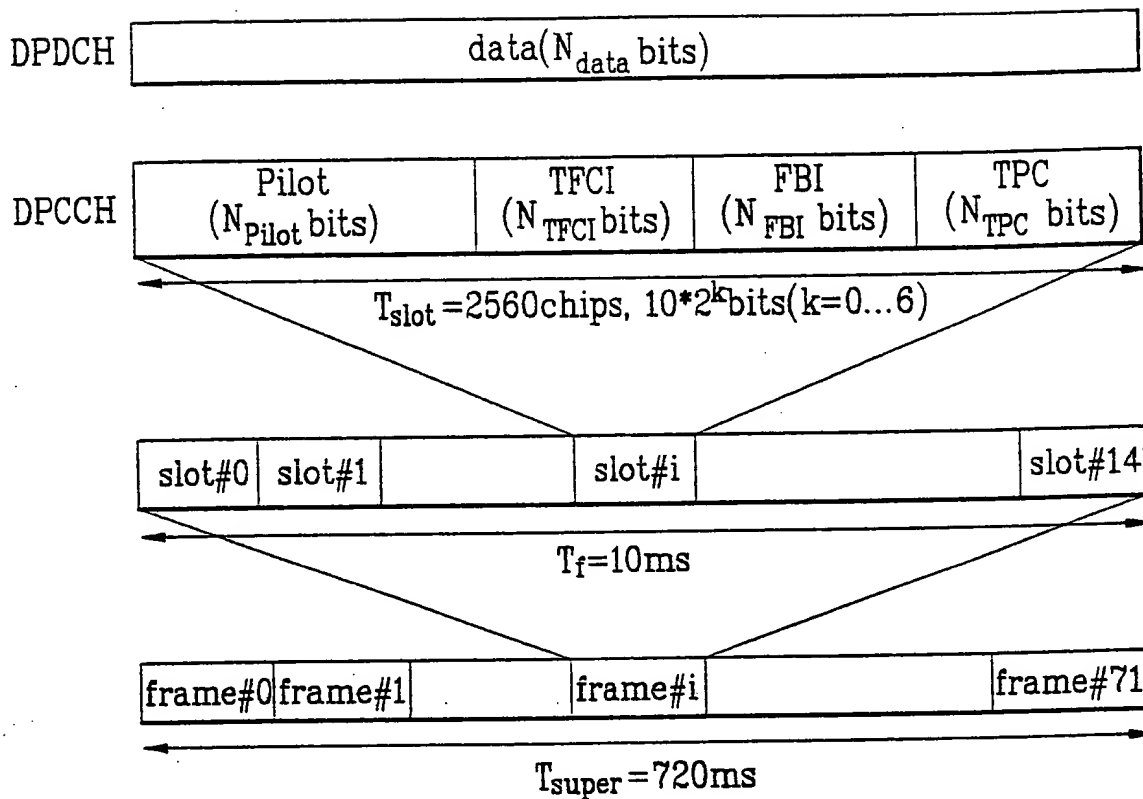 DPDCH data(N_data bits)
DPCCH Pilot TFCI FBI TPC
(N_Pilot bits) (N_TFCI bits) (N_FBI bits) (N_TPC bits)
T_slot=2560chips, 10*2^k bits(k=0...6)
slot#0 slot#1 slot#i slot#14
T_f=10ms
frame#0 frame#1 frame#i frame#71
T_super=720ms